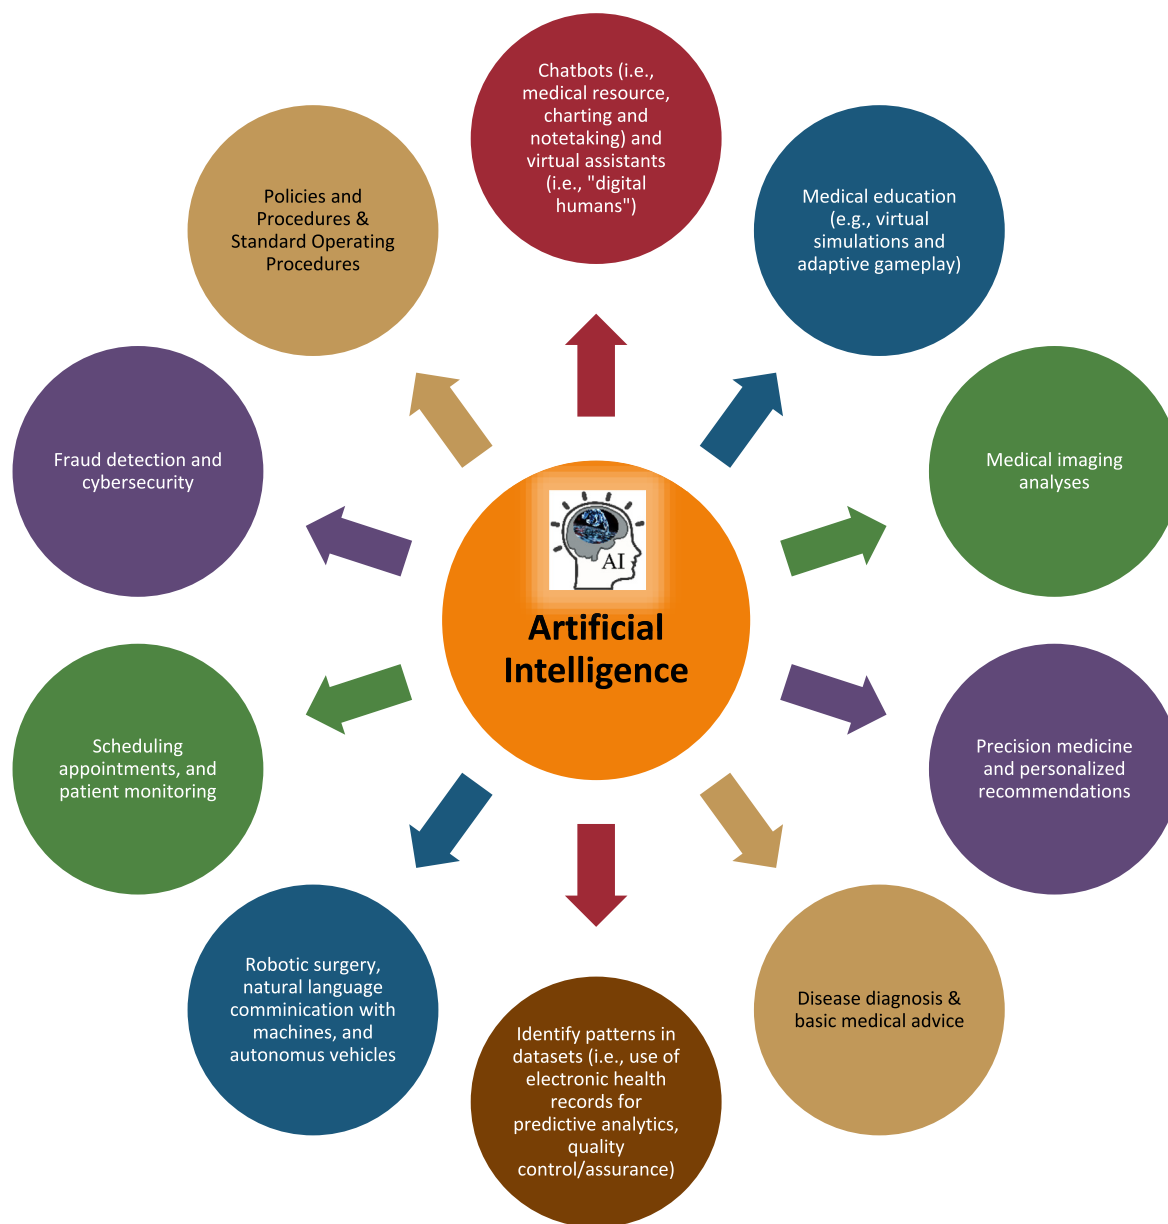 Chatbots (i.e.,
medical resource,
charting and
notetaking) and
virtual assistants
(i.e., "digital
humans")
Medical education
(e.g., virtual
simulations and
adaptive gameplay)
Medical imaging
analyses
Precision medicine
and personalized
recommendations
Disease diagnosis &
basic medical advice
Identify patterns in
datasets (i.e., use of
electronic health
records for
predictive analytics,
quality
control/assurance)
Robotic surgery,
natural language
comminication with
machines, and
autonomus vehicles
Scheduling
appointments, and
patient monitoring
Fraud detection and
cybersecurity
Policies and
Procedures &
Standard Operating
Procedures
AI
Artificial
Intelligence